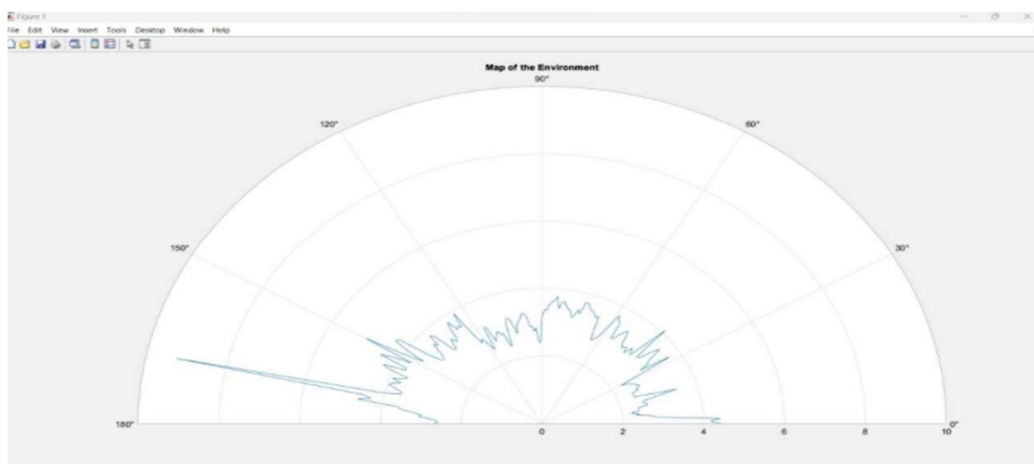 Figure 1
File Edit View Insert Tools Desktop Window Help
Map of the Environment
90°
120° 60°
150° 30°
180° 0°
0 2 4 6 8 10